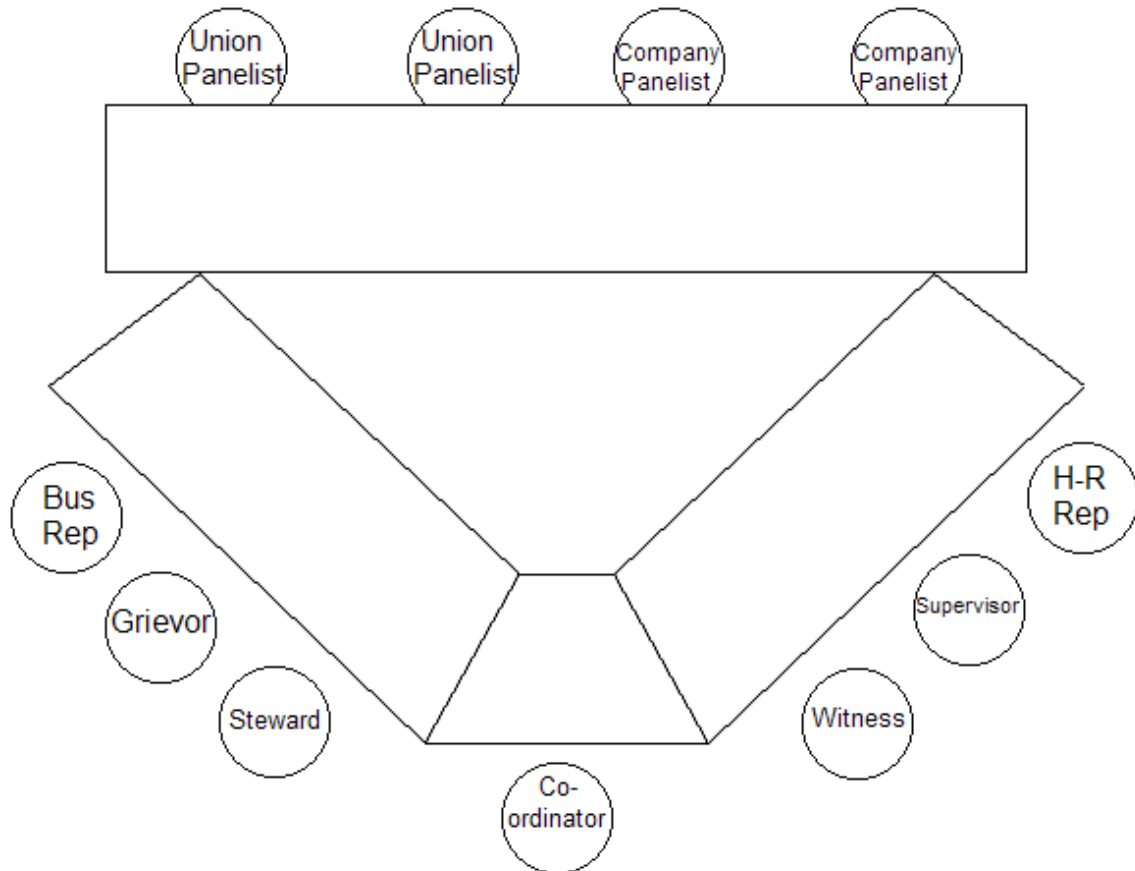 Union
Panelist
Union
Panelist
Company
Panelist
Company
Panelist
Bus
Rep
H-R
Rep
Grievor
Supervisor
Steward
Witness
Co-
ordinator